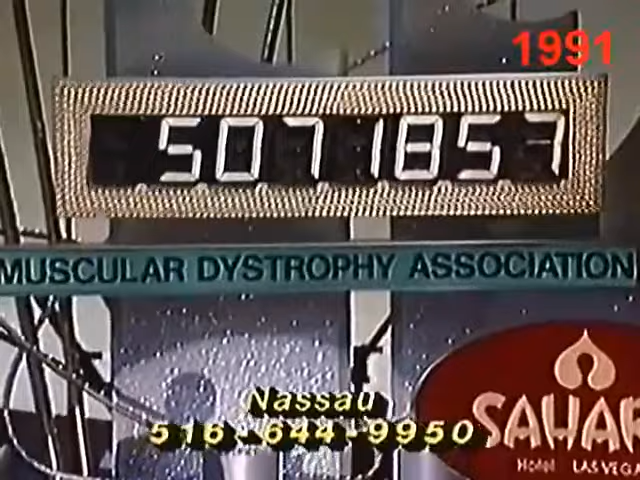 1991
5071857
MUSCULAR DYSTROPHY ASSOCIATION
Nassau
516-644-9950
SAHAR
Hotel LAS VEGA